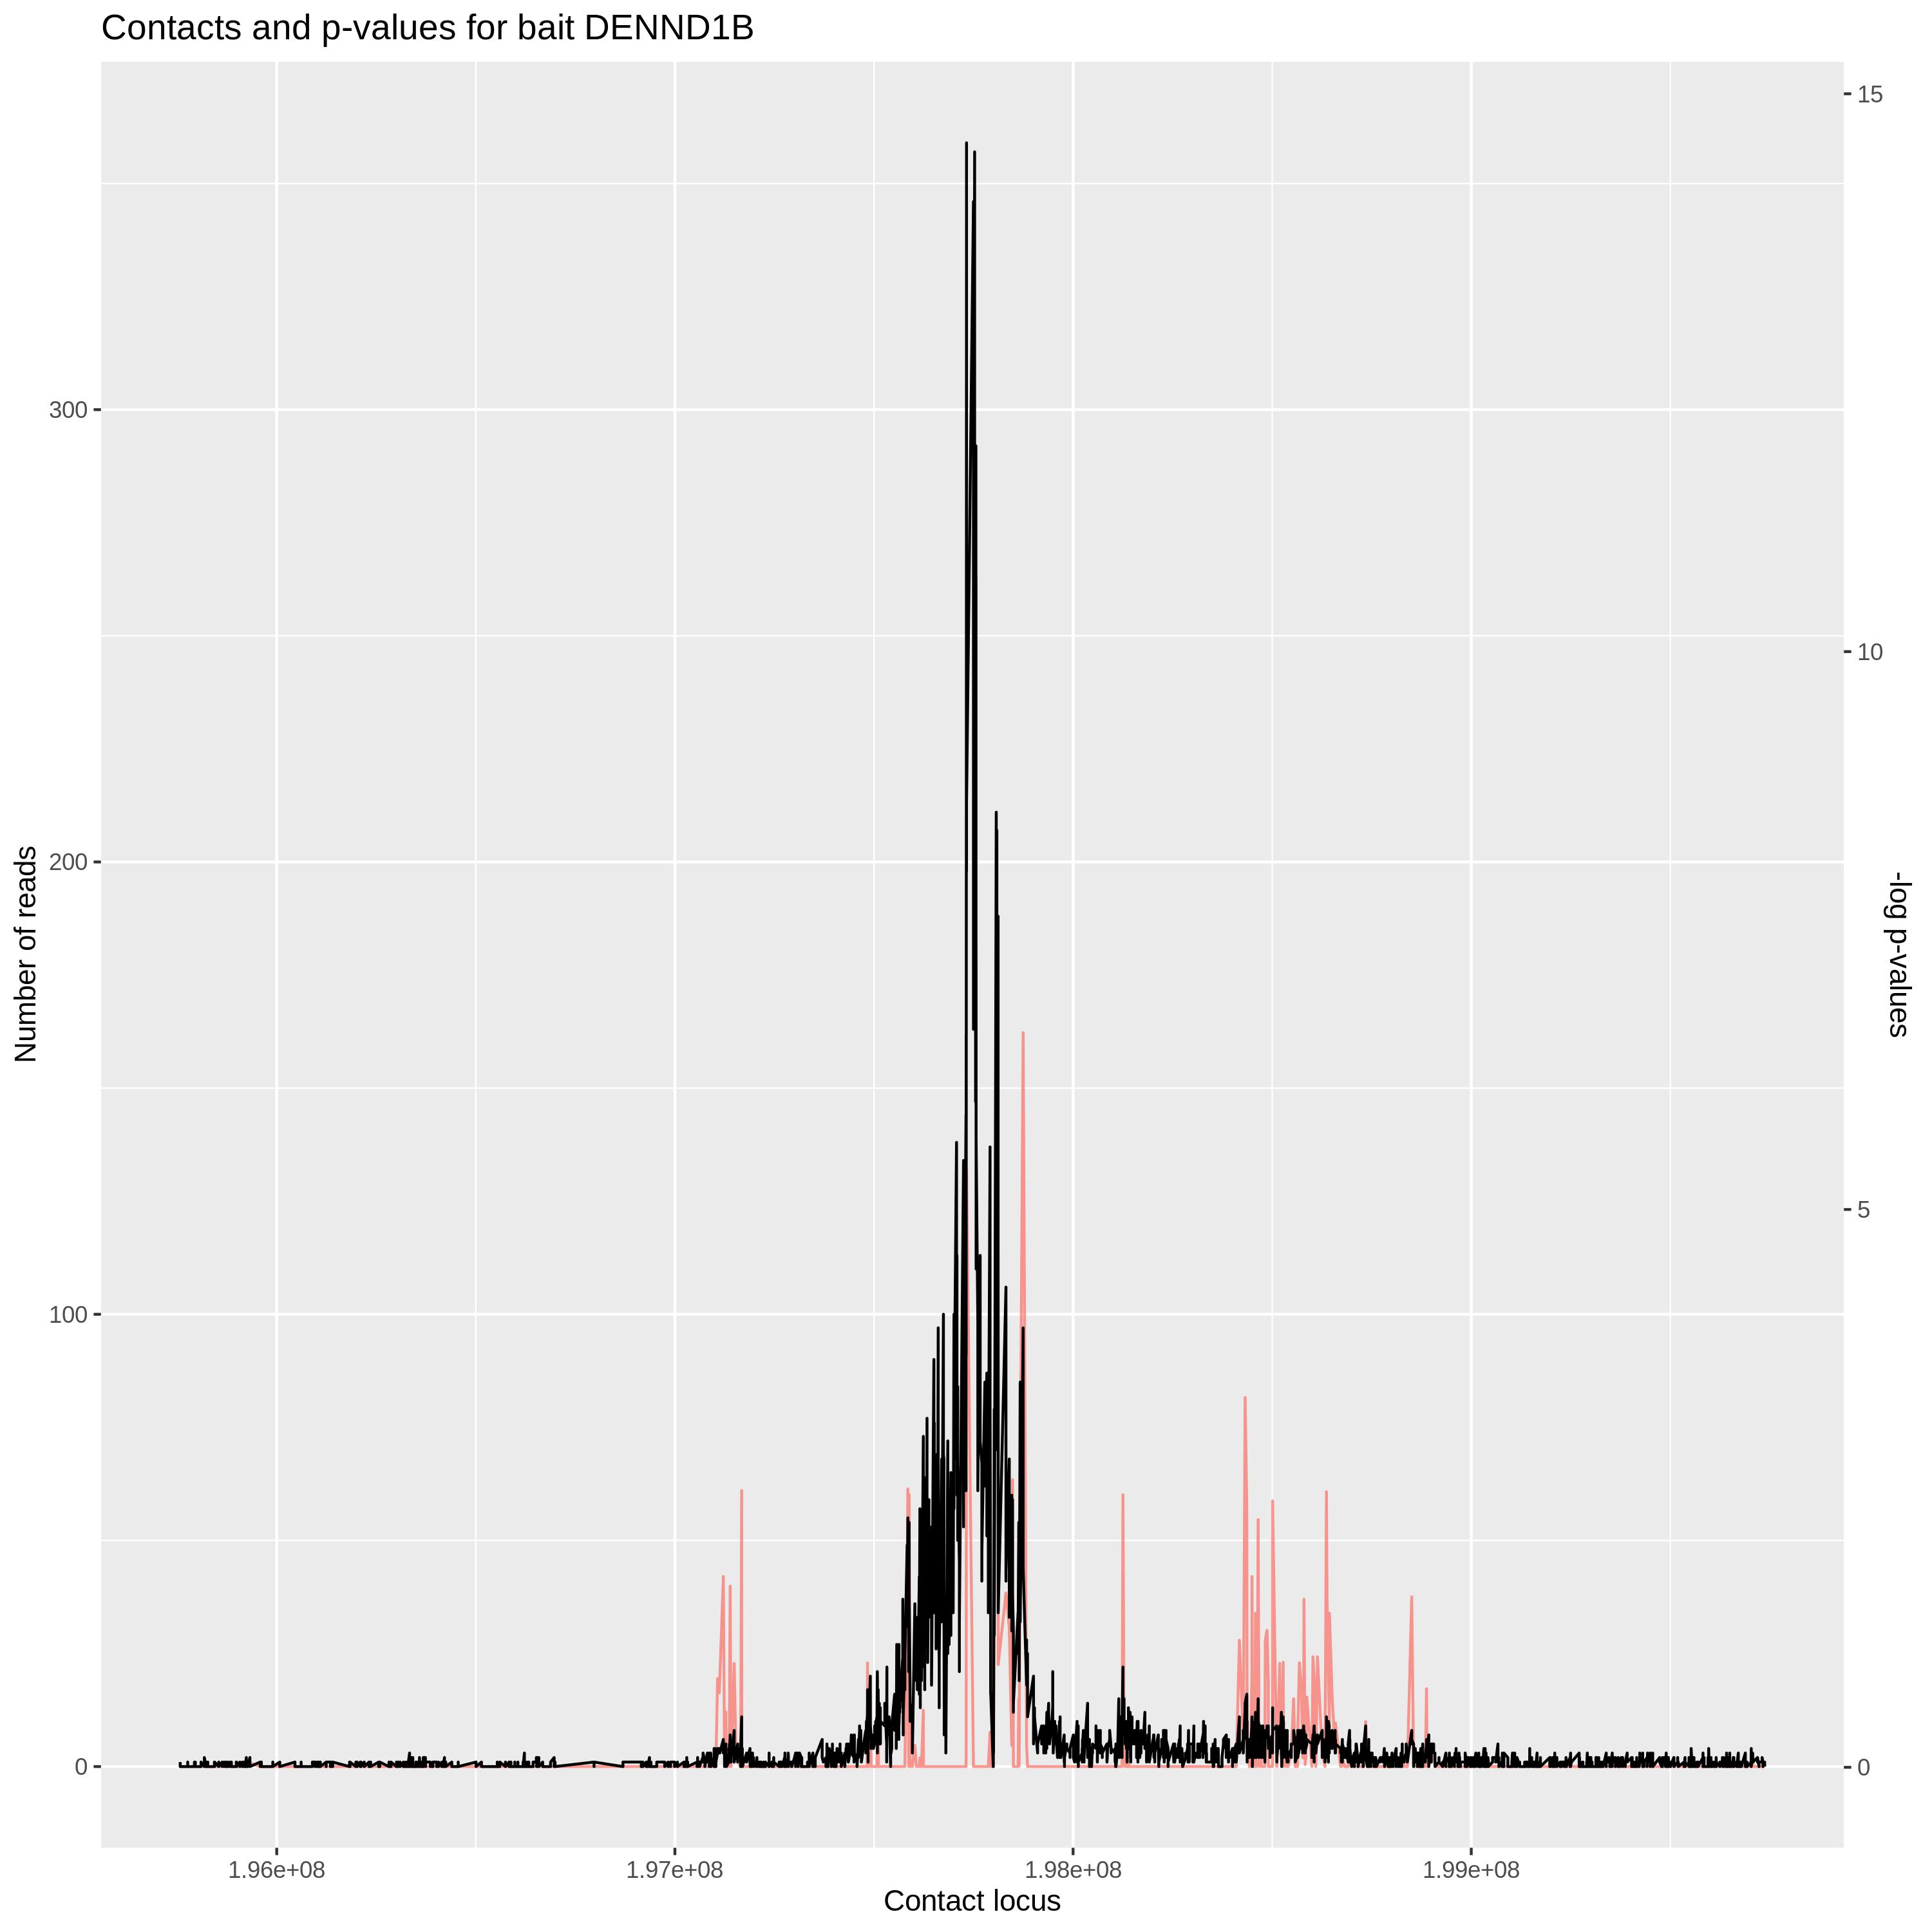 Contacts and p-values for bait DENND1B
Number of reads
300
200
100
0
15
10
5
0
-log p-values
1.96e+08
1.97e+08
1.98e+08
1.99e+08
Contact locus